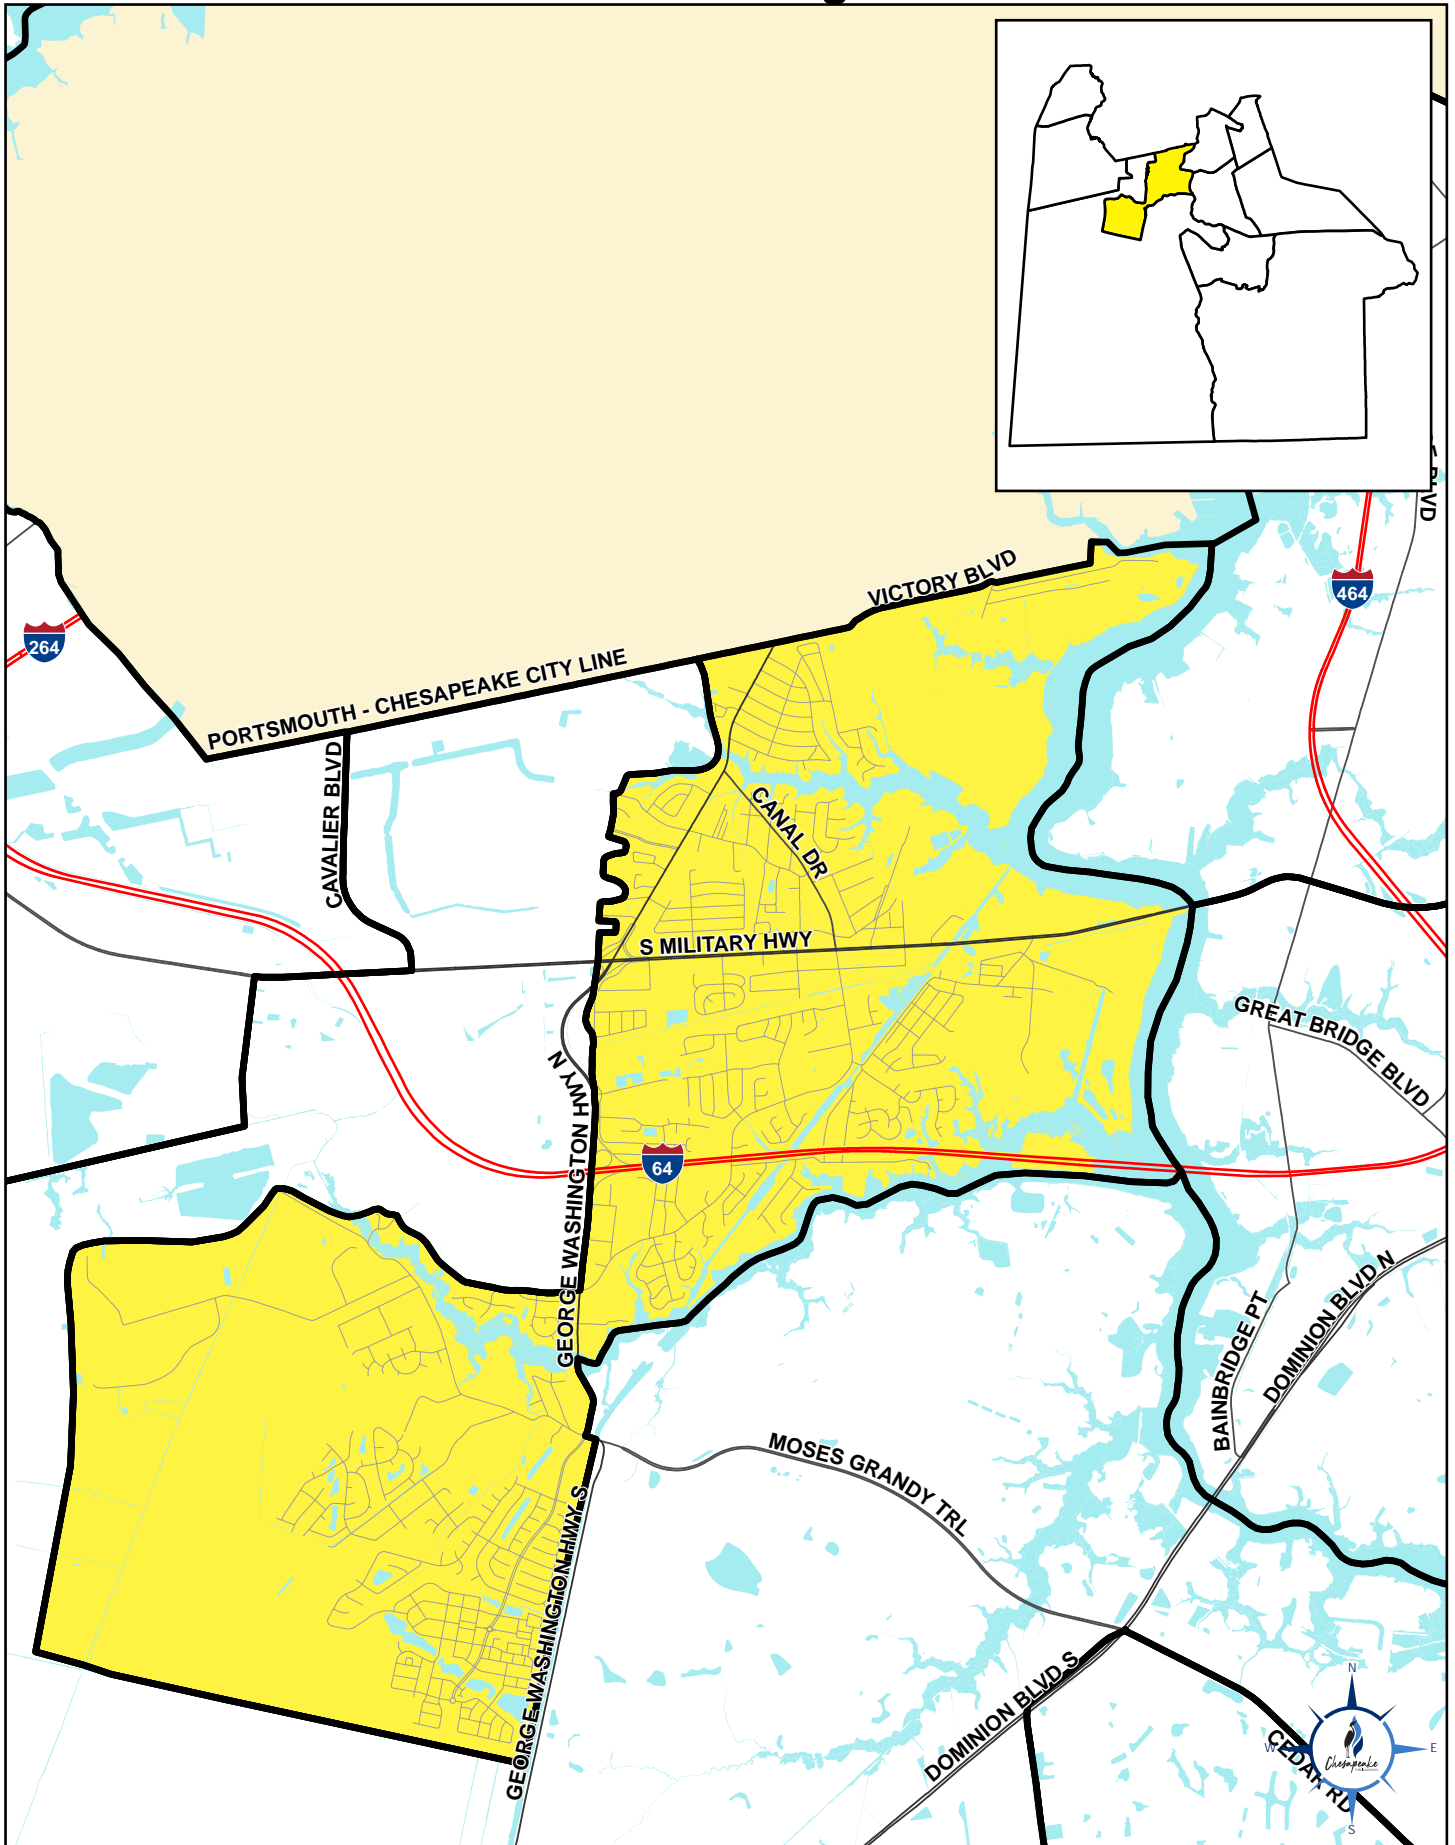 VICTORY BLVD
464
264
PORTSMOUTH - CHESAPEAKE CITY LINE
CAVALIER BLVD
CANAL DR
S MILITARY HWY
GREAT BRIDGE BLVD
GEORGE WASHINGTON HWY N
64
BAINBRIDGE PT
DOMINION BLVD N
MOSES GRANDY TRL
GEORGE WASHINGTON HWY S
DOMINION BLVD S
CEDAR RD
N
W
E
S
Chesapeake